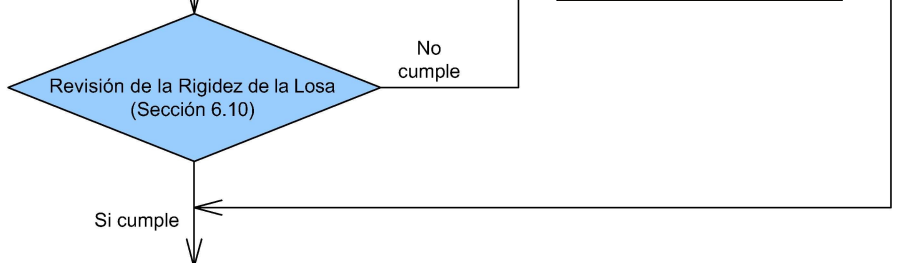 No
cumple
Revisión de la Rigidez de la Losa
(Sección 6.10)
Si cumple